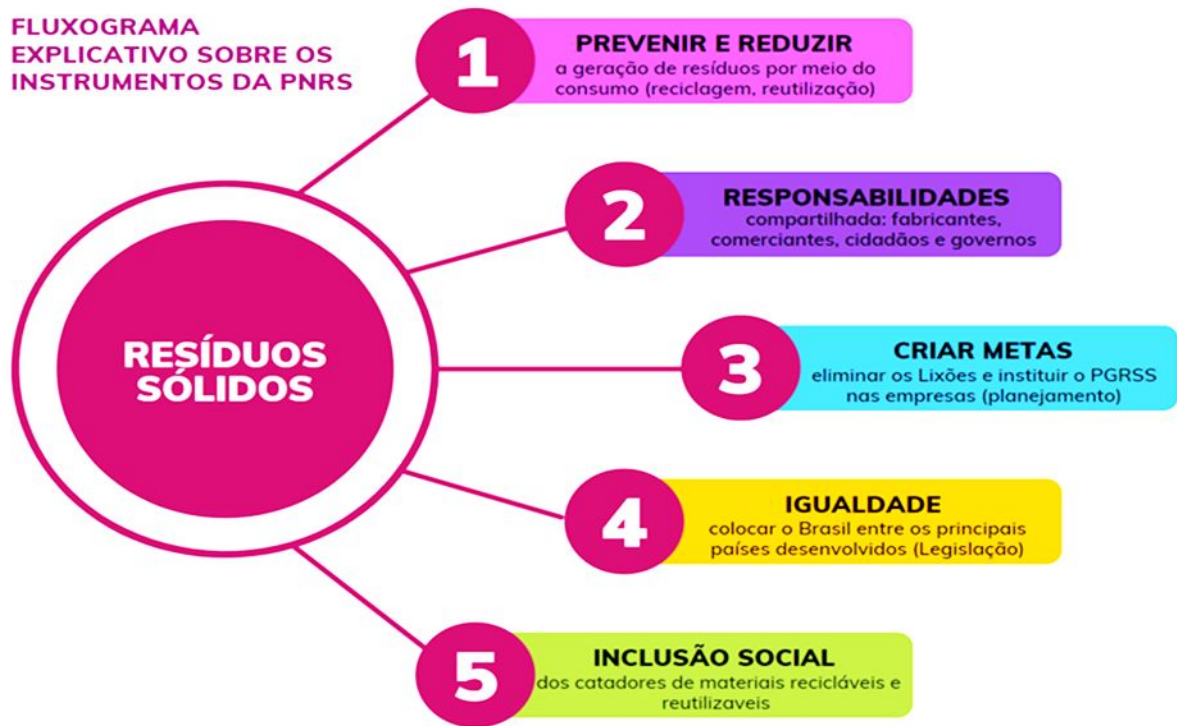 FLUXOGRAMA
EXPLICATIVO SOBRE OS
INSTRUMENTOS DA PNRS
1
PREVENIR E REDUZIR
a geração de resíduos por meio do
consumo (reciclagem, reutilização)
2
RESPONSABILIDADES
compartilhada: fabricantes,
comerciantes, cidadãos e governos
RESÍDUOS
SÓLIDOS
3
CRIAR METAS
eliminar os Lixões e instituir o PGRSS
nas empresas (planejamento)
4
IGUALDADE
colocar o Brasil entre os principais
países desenvolvidos (Legislação)
5
INCLUSÃO SOCIAL
dos catadores de materiais recicláveis e
reutilizaveis